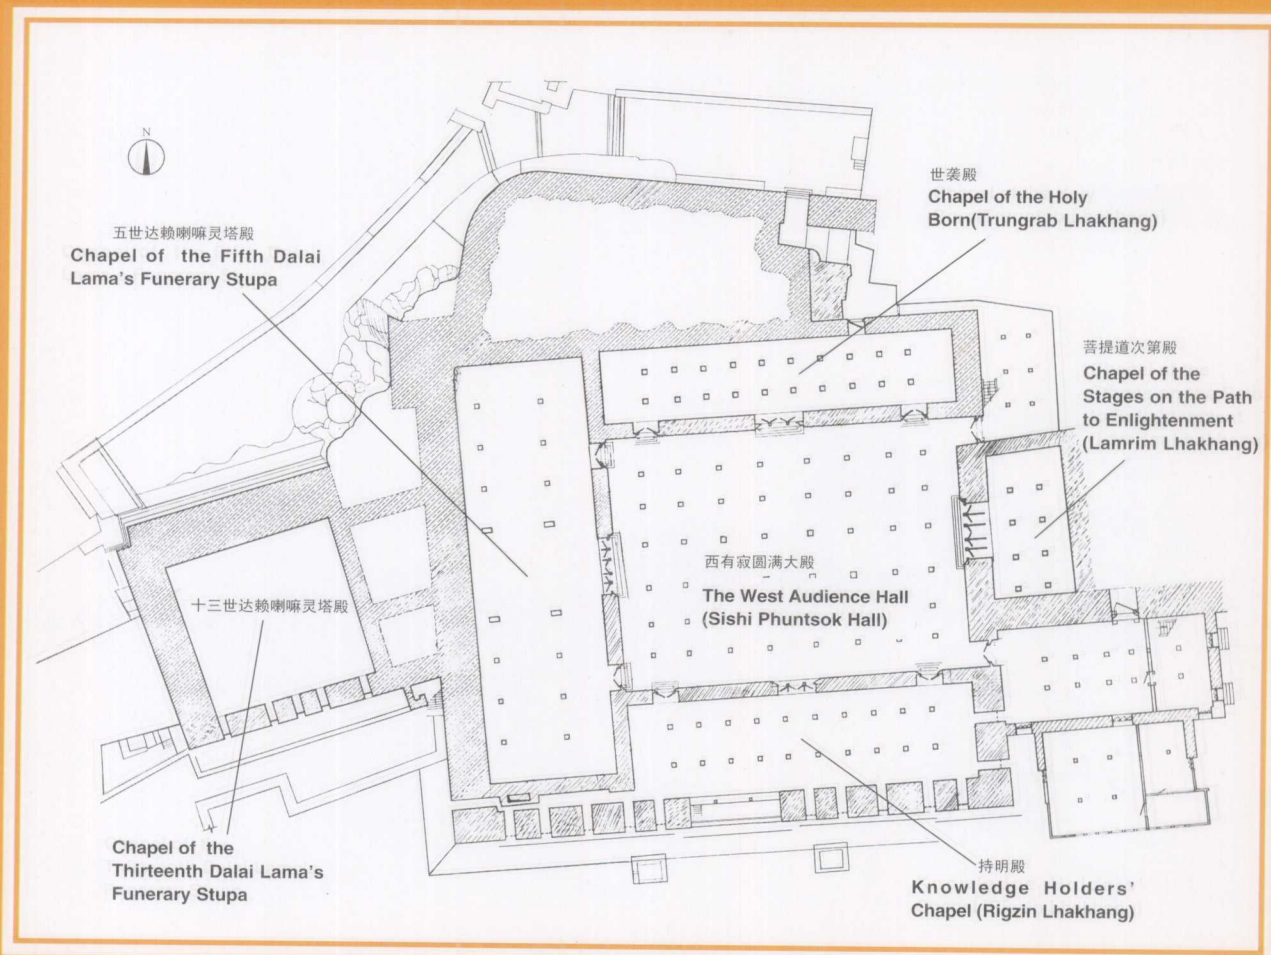 N
世袭殿
Chapel of the Holy
Born(Trungrab Lhakhang)
五世达赖喇嘛灵塔殿
Chapel of the Fifth Dalai
Lama's Funerary Stupa
菩提道次第殿
Chapel of the
Stages on the Path
to Enlightenment
(Lamrim Lhakhang)
西有寂圆满大殿
The West Audience Hall
(Sishi Phuntsok Hall)
十三世达赖喇嘛灵塔殿
Chapel of the
Thirteenth Dalai Lama's
Funerary Stupa
持明殿
Knowledge Holders'
Chapel (Rigzin Lhakhang)